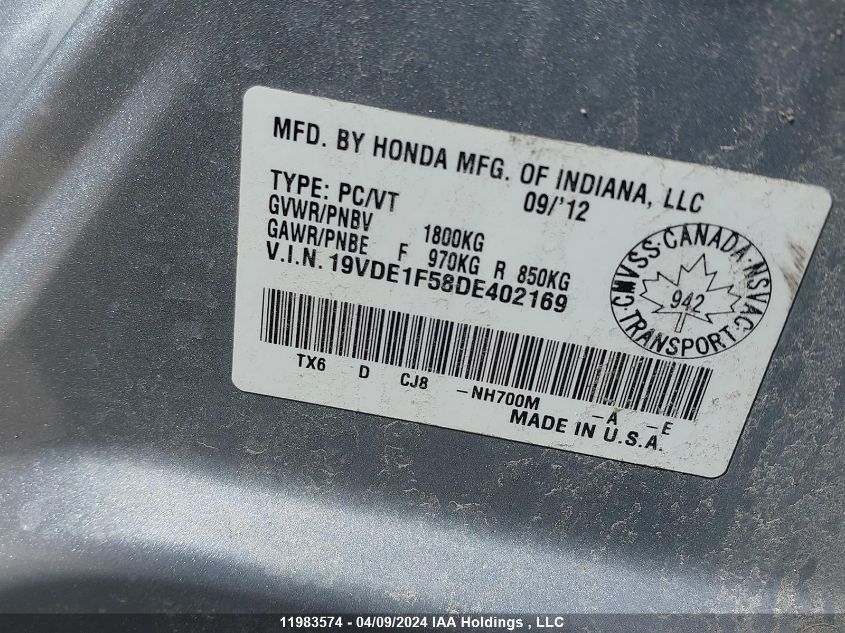 MFD. BY HONDA MFG. OF INDIANA, LLC
TYPE: PC/VT 09/'12
GVWR/PNBV 1800KG
GAWR/PNBE F 970KG R 850KG
V.I.N. 19VDE1F58DE402169
CMVSS·CANADA·NSVAC·
942
TRANSPORT
TX6 D CJ8 -NH700M -A -E
MADE IN U.S.A.
11983574 - 04/09/2024 IAA Holdings , LLC